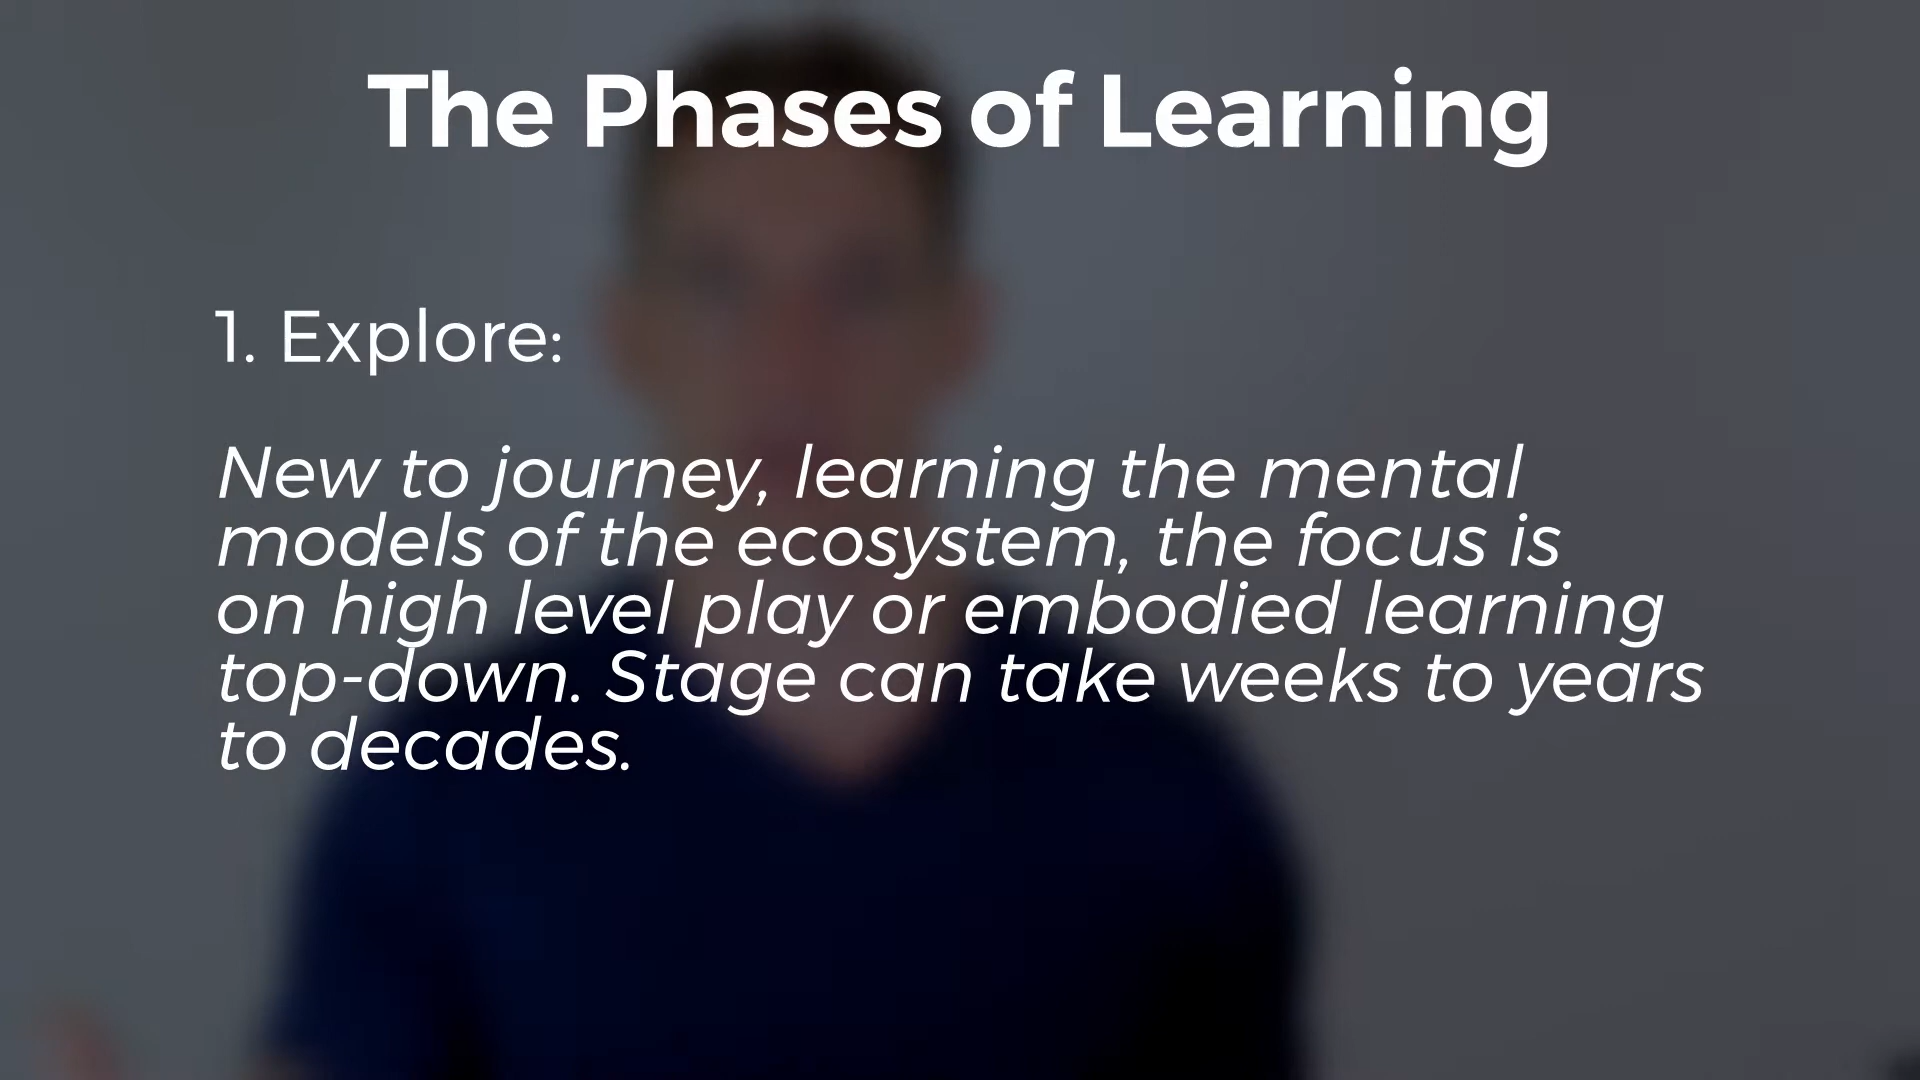 The Phases of Learning
1. Explore:
New to journey, learning the mental
models of the ecosystem, the focus is
on high level play or embodied learning
top-down. Stage can take weeks to years
to decades.